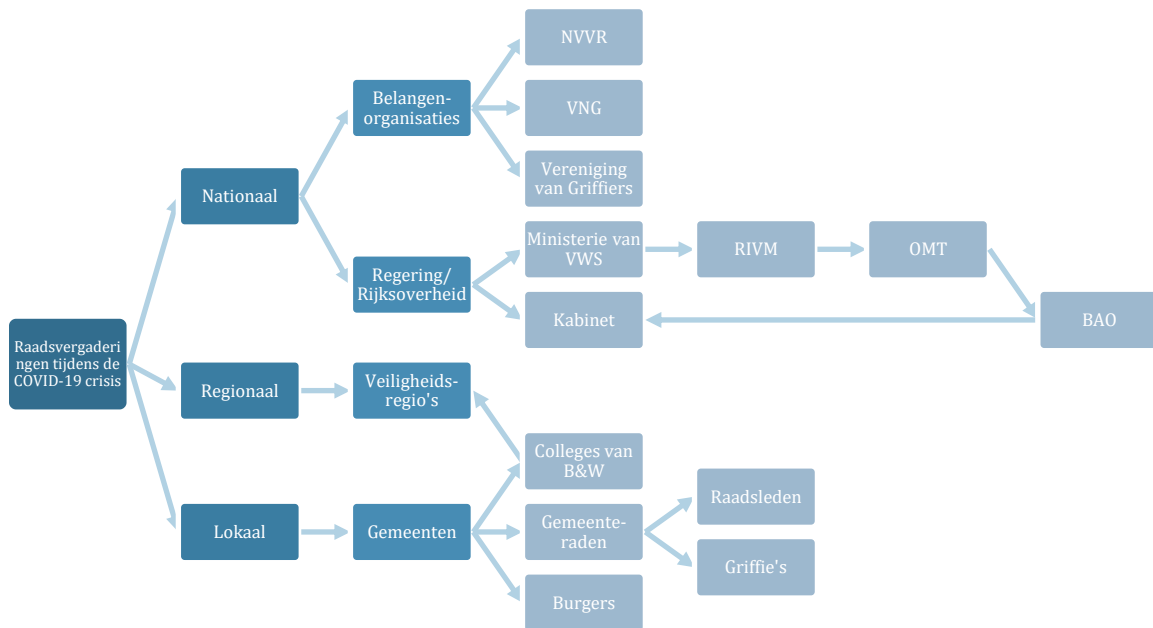 NVVR
Belangen-
organisaties
VNG
Vereniging
van Griffiers
Nationaal
Ministerie van
VWS
RIVM
OMT
Regering/
Rijksoverheid
Kabinet
BAO
Raadsvergaderi
ngen tijdens de
COVID-19 crisis
Regionaal
Veiligheids-
regio's
Colleges van
B&W
Raadsleden
Lokaal
Gemeenten
Gemeente-
raden
Griffie's
Burgers